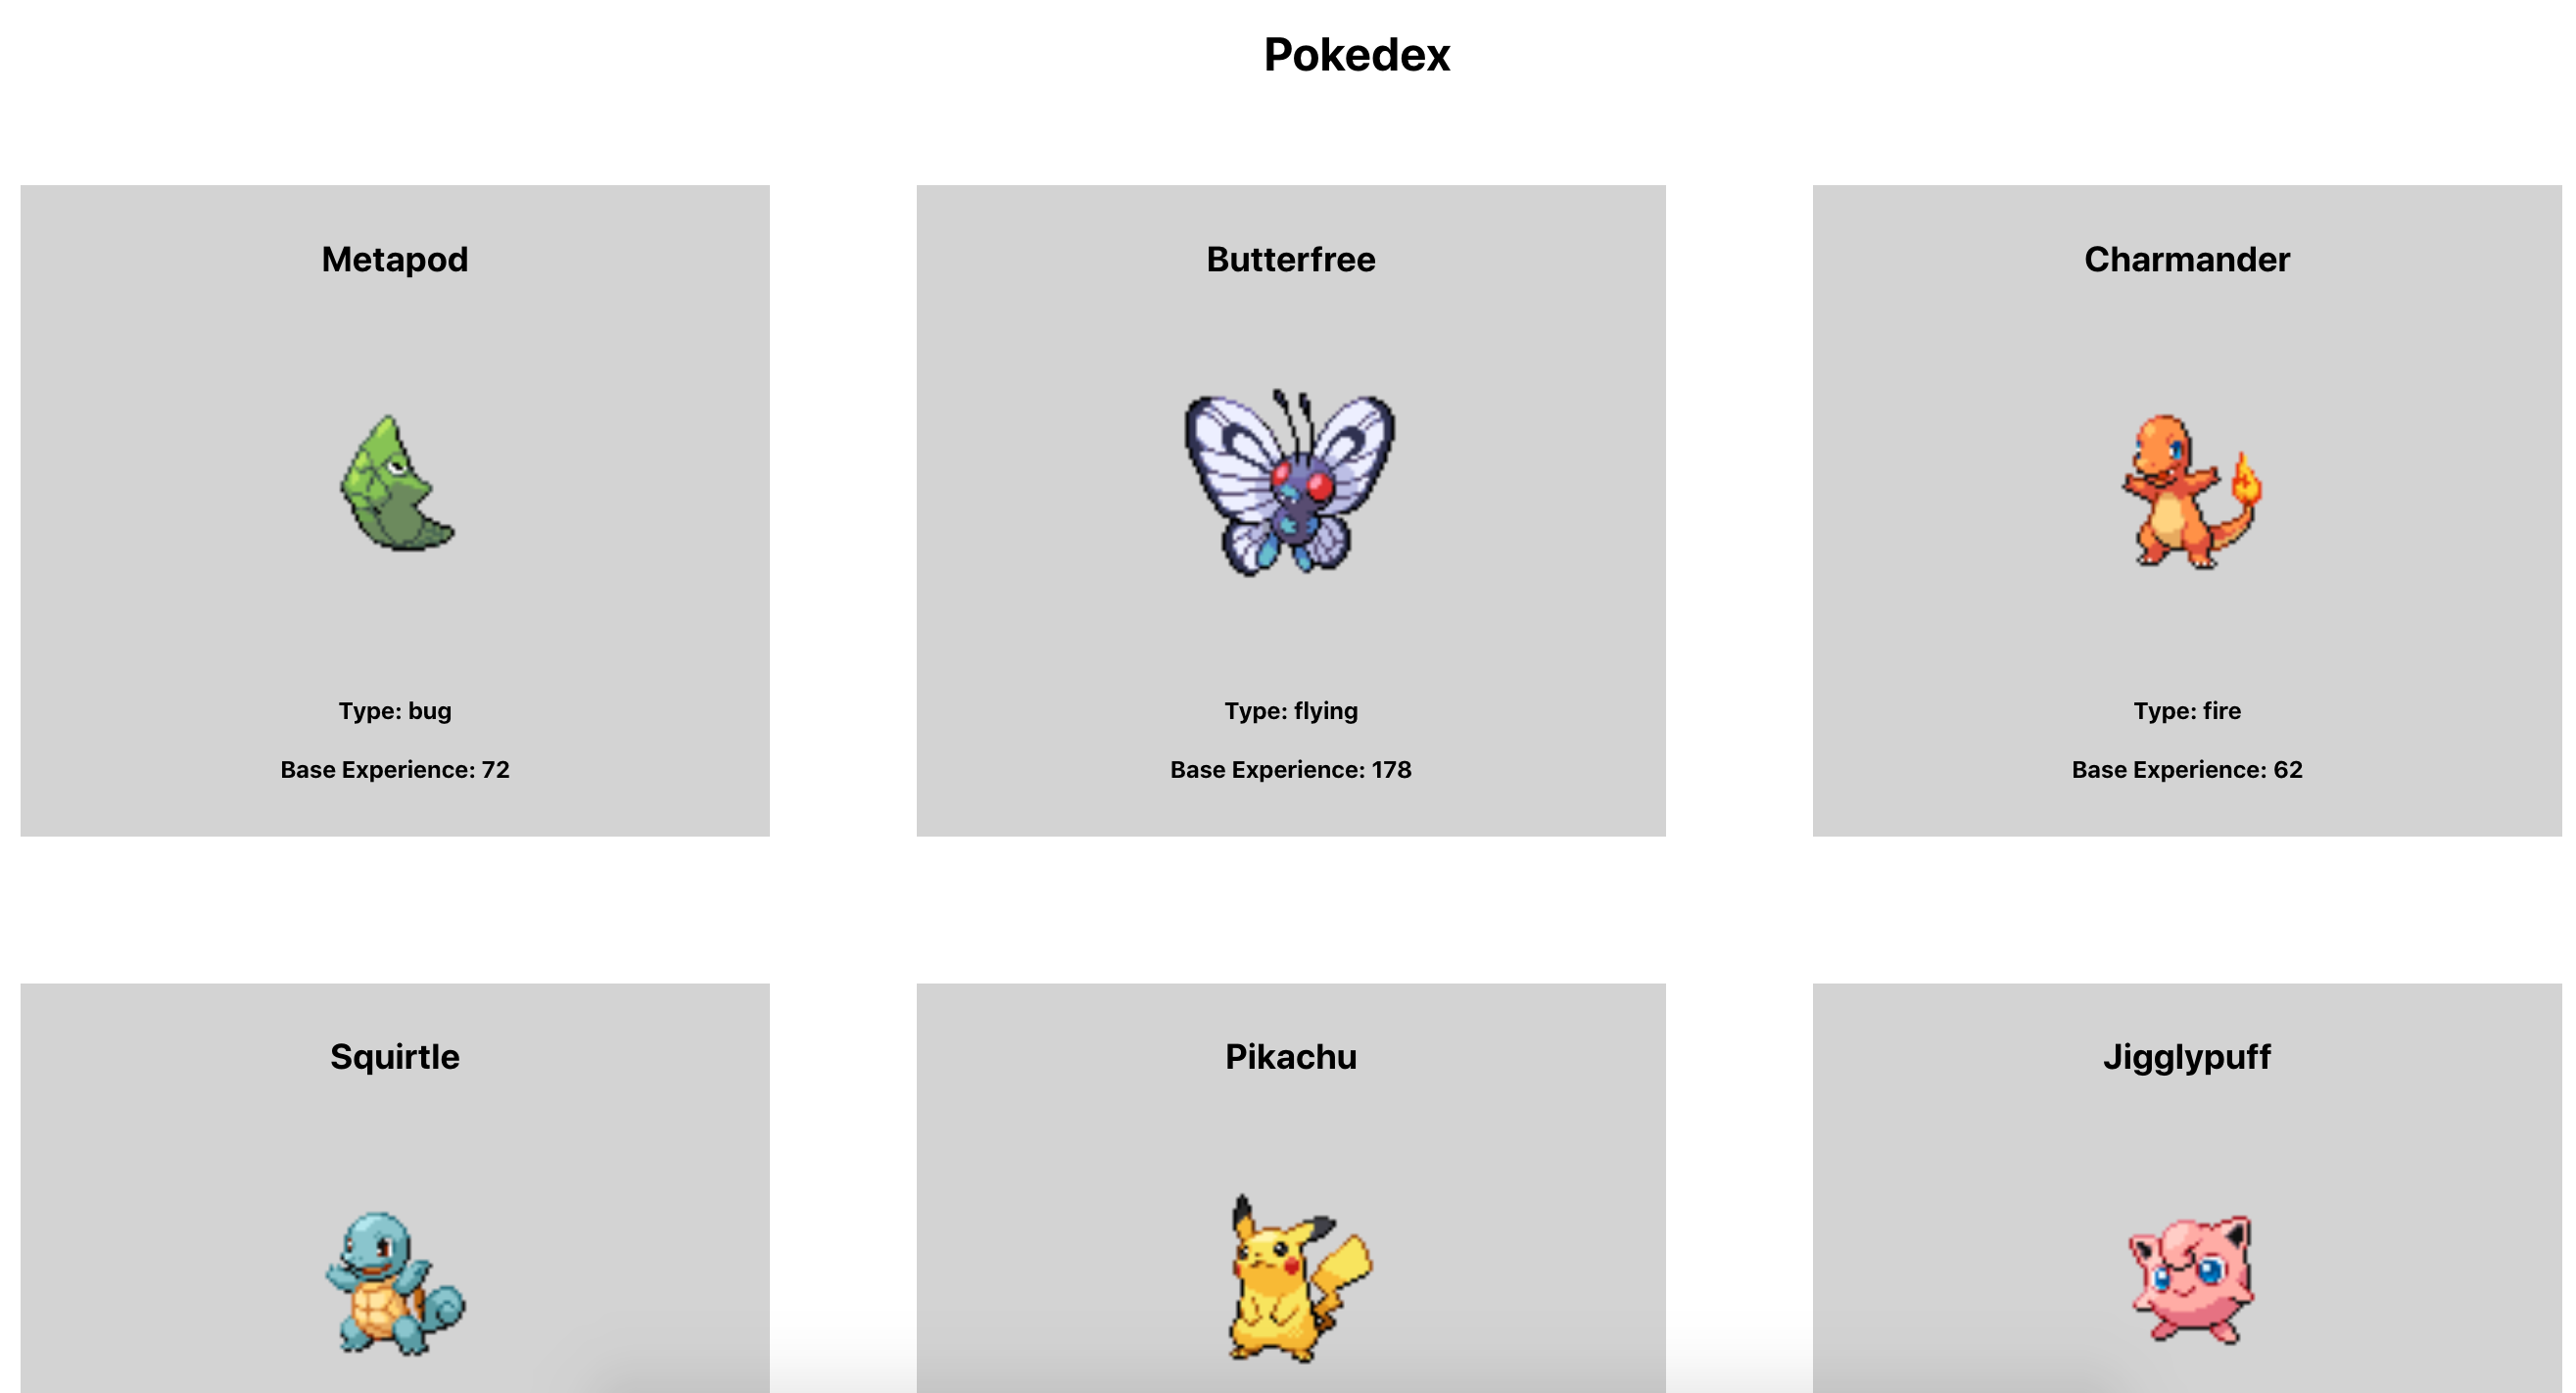 Pokedex
Metapod
Type: bug
Base Experience: 72
Butterfree
Type: flying
Base Experience: 178
Charmander
Type: fire
Base Experience: 62
Squirtle
Pikachu
Jigglypuff